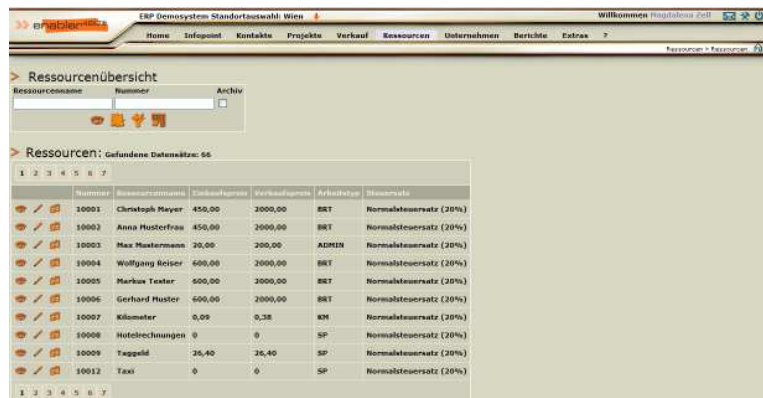 ERP Demosystem Standortauswahl: Wien
Willkommen Magdalena Zell
Home Infopoint Kontakte Projekte Verkauf Ressourcen Unternehmen Berichte Extras ?
Ressourcen > Ressourcen
> Ressourcenübersicht
Ressourcenname Nummer Archiv
> Ressourcen: Gefundene Datensätze: 66
1 2 3 4 5 6 7
Nummer Ressourcenname Einkaufspreis Verkaufspreis Arbeitstyp Steuersatz
10001 Christoph Meyer 450,00 2000,00 BRT Normalsteuersatz (20%)
10002 Anna Musterfrau 450,00 2000,00 BRT Normalsteuersatz (20%)
10003 Max Mustermann 20,00 200,00 ADMIN Normalsteuersatz (20%)
10004 Wolfgang Reiser 600,00 2000,00 BRT Normalsteuersatz (20%)
10005 Markus Tester 600,00 2000,00 BRT Normalsteuersatz (20%)
10006 Gerhard Muster 600,00 2000,00 BRT Normalsteuersatz (20%)
10007 Kilometer 0,09 0,38 KM Normalsteuersatz (20%)
10008 Hotelrechnungen 0 0 SP Normalsteuersatz (20%)
10009 Taggeld 26,40 26,40 SP Normalsteuersatz (20%)
10012 Taxi 0 0 SP Normalsteuersatz (20%)
1 2 3 4 5 6 7